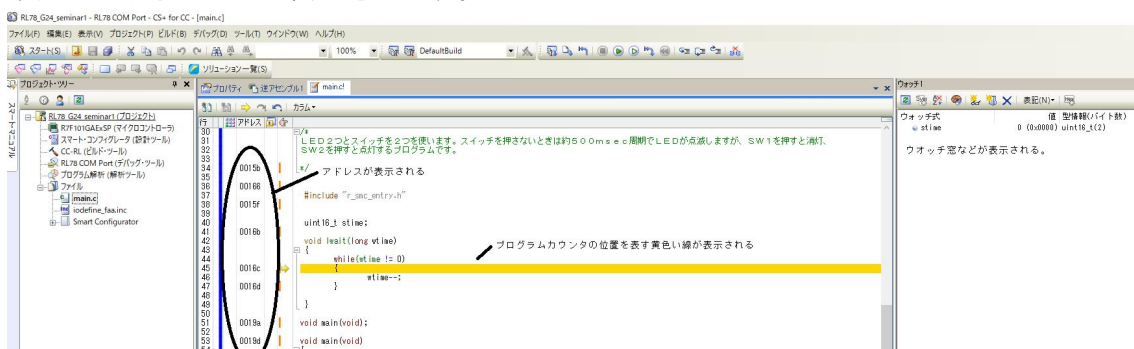 RL78_G24_seminar1 - RL78 COM Port - CS+ for CC - [main.c]
ファイル(F) 編集(E) 表示(V) プロジェクト(P) ビルド(B) デバッグ(D) ツール(T) ウインドウ(W) ヘルプ(H)
スタート(S) 100% DefaultBuild
ソリューション一覧(S)
プロジェクト・ツリー
プロパティ 逆アセンブル1 main.c
ウォッチ1
カラム
表記(N)
スマート・マニュアル
RL78_G24_seminar1 (プロジェクト)
R7F101GAExSP (マイクロコントローラ)
スマート・コンフィグレータ (設計ツール)
CC-RL (ビルド・ツール)
RL78 COM Port (デバッグ・ツール)
プログラム解析 (解析ツール)
ファイル
main.c
iodefine_faa.inc
Smart Configurator
行 アドレス
30 /*
31 LED2つとスイッチを2つを使います。スイッチを押さないときは約500msec周期でLEDが点滅しますが、SW1を押すと消灯、
32 SW2を押すと点灯するプログラムです。
33
34 0015b */
アドレスが表示される
35
36 00166
37 #include "r_smc_entry.h"
38 0015f
39
40 uint16_t stime;
41 0016b
42 void lwait(long wtime)
43 {
プログラムカウンタの位置を表す黄色い線が表示される
44 while(wtime != 0)
45 0016c {
46 wtime--;
47 0016d }
48
49 }
50
51 0019a void main(void);
52
53 0019d void main(void)
ウォッチ式 値 型情報(バイト数)
stime 0 (0x0000) uint16_t(2)
ウオッチ窓などが表示される。